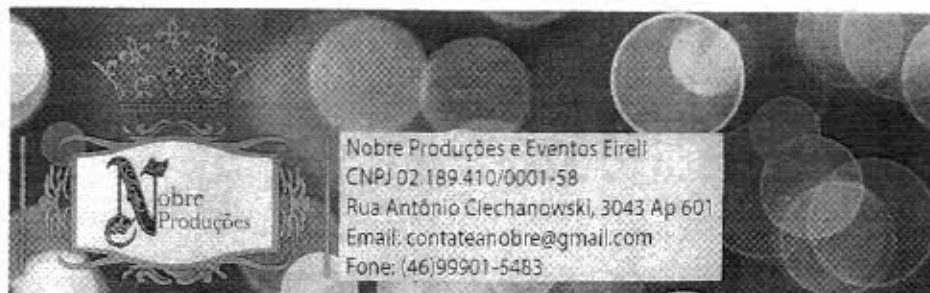 Nobre
Produções
Nobre Produções e Eventos Eireli
CNPJ 02.189.410/0001-58
Rua Antônio Ciechanowski, 3043 Ap 601
Email: contateanobre@gmail.com
Fone: (46)99901-5483